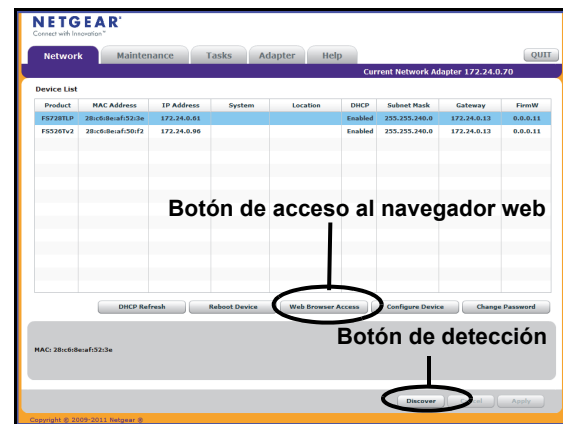 NETGEAR®
Connect with Innovation™
Network Maintenance Tasks Adapter Help QUIT
Current Network Adapter 172.24.0.70
Device List
Product MAC Address IP Address System Location DHCP Subnet Mask Gateway FirmW
FS728TLP 28:c6:8e:af:52:3e 172.24.0.61 Enabled 255.255.240.0 172.24.0.13 0.0.0.11
FS526Tv2 28:c6:8e:af:50:f2 172.24.0.96 Enabled 255.255.240.0 172.24.0.13 0.0.0.11
Botón de acceso al navegador web
DHCP Refresh Reboot Device Web Browser Access Configure Device Change Password
Botón de detección
MAC: 28:c6:8e:af:52:3e
Discover Cancel Apply
Copyright © 2009-2011 Netgear ®